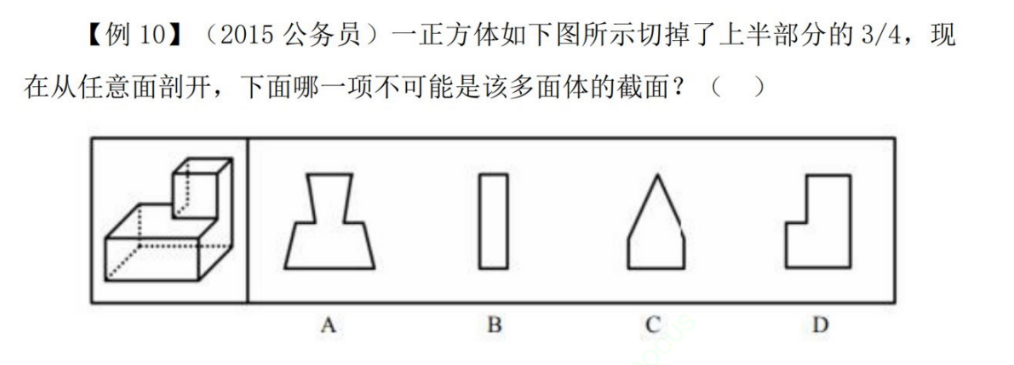 【例 10】（2015 公务员）一正方体如下图所示切掉了上半部分的 3/4，现
在从任意面剖开，下面哪一项不可能是该多面体的截面？（ ）
A B C D